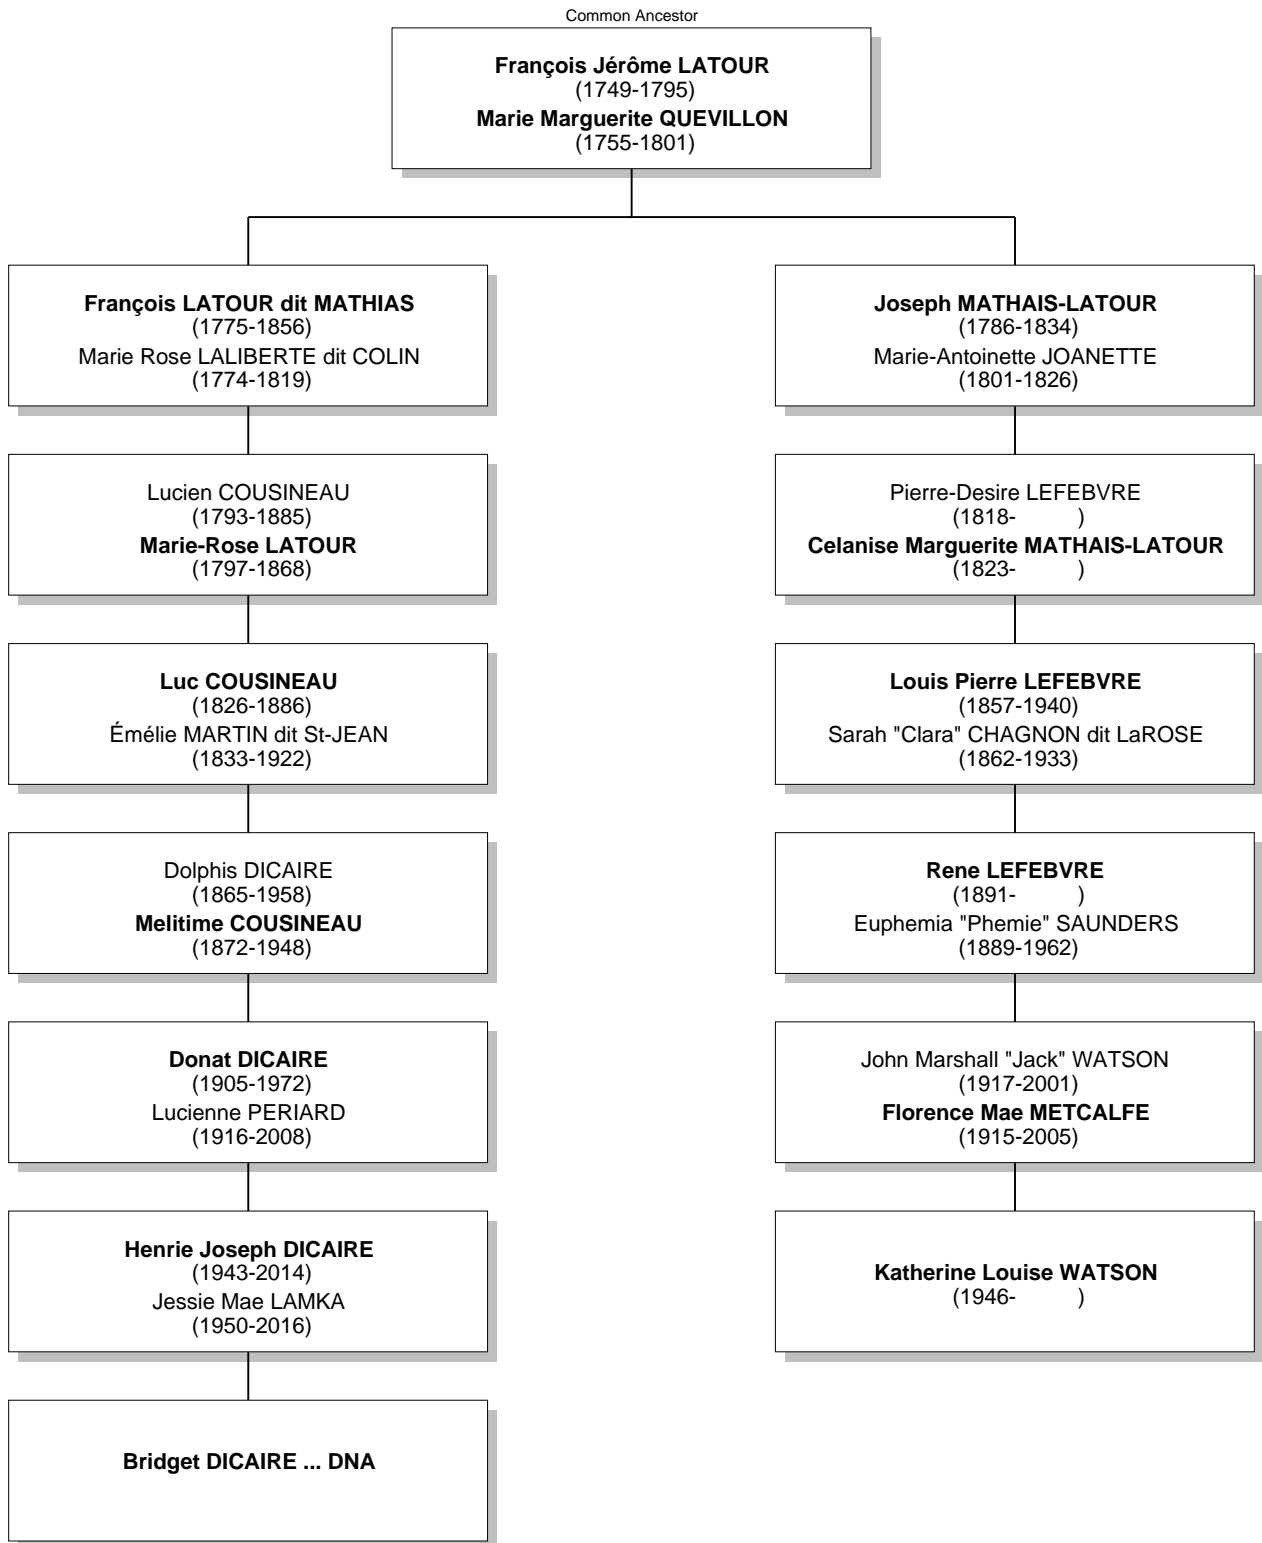 Common Ancestor
François Jérôme LATOUR
(1749-1795)
Marie Marguerite QUEVILLON
(1755-1801)
François LATOUR dit MATHIAS
(1775-1856)
Marie Rose LALIBERTE dit COLIN
(1774-1819)
Joseph MATHAIS-LATOUR
(1786-1834)
Marie-Antoinette JOANETTE
(1801-1826)
Lucien COUSINEAU
(1793-1885)
Marie-Rose LATOUR
(1797-1868)
Pierre-Desire LEFEBVRE
(1818- )
Celanise Marguerite MATHAIS-LATOUR
(1823- )
Luc COUSINEAU
(1826-1886)
Émélie MARTIN dit St-JEAN
(1833-1922)
Louis Pierre LEFEBVRE
(1857-1940)
Sarah "Clara" CHAGNON dit LaROSE
(1862-1933)
Dolphis DICAIRE
(1865-1958)
Melitime COUSINEAU
(1872-1948)
Rene LEFEBVRE
(1891- )
Euphemia "Phemie" SAUNDERS
(1889-1962)
Donat DICAIRE
(1905-1972)
Lucienne PERIARD
(1916-2008)
John Marshall "Jack" WATSON
(1917-2001)
Florence Mae METCALFE
(1915-2005)
Henrie Joseph DICAIRE
(1943-2014)
Jessie Mae LAMKA
(1950-2016)
Katherine Louise WATSON
(1946- )
Bridget DICAIRE ... DNA